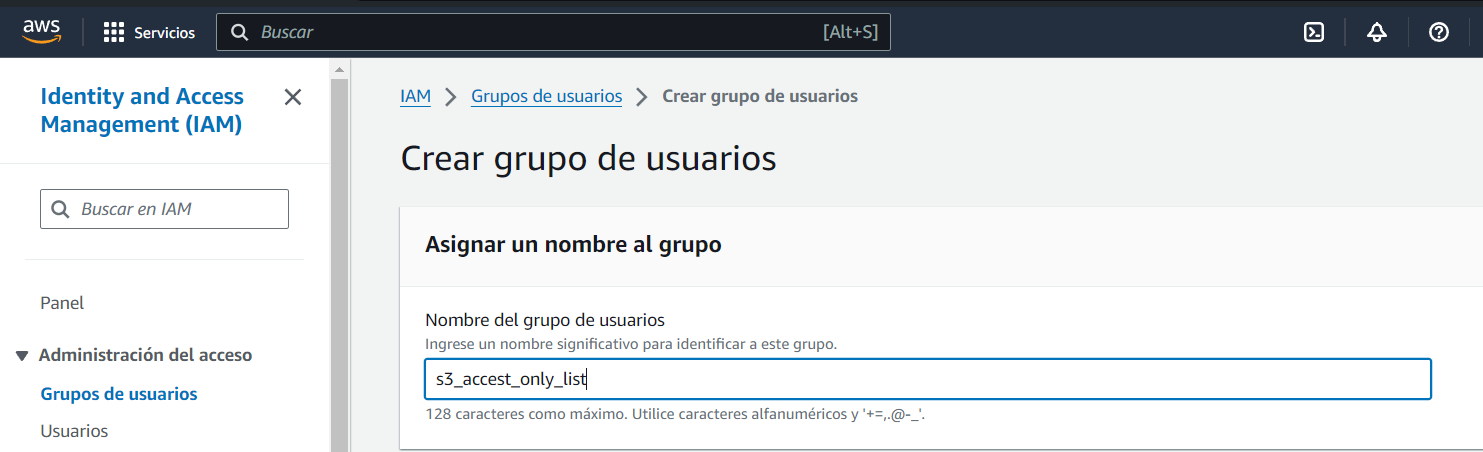 aws
Servicios
Buscar
[Alt+S]
Identity and Access
Management (IAM)
Buscar en IAM
Panel
Administración del acceso
Grupos de usuarios
Usuarios
IAM > Grupos de usuarios > Crear grupo de usuarios
Crear grupo de usuarios
Asignar un nombre al grupo
Nombre del grupo de usuarios
Ingrese un nombre significativo para identificar a este grupo.
s3_accest_only_list
128 caracteres como máximo. Utilice caracteres alfanuméricos y '+=,.@-_'.